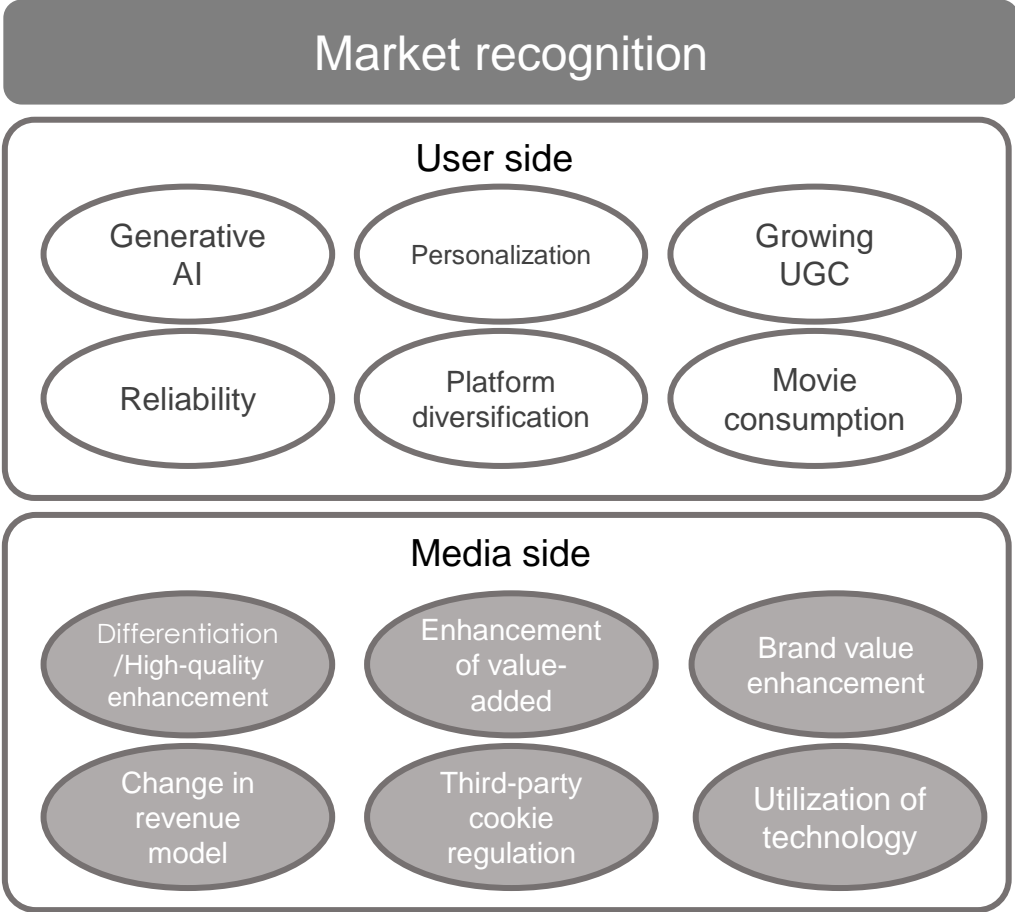 Market recognition
User side
Generative
AI
Personalization
Growing
UGC
Reliability
Platform
diversification
Movie
consumption
Media side
Differentiation
/High-quality
enhancement
Enhancement
of value-
added
Brand value
enhancement
Change in
revenue
model
Third-party
cookie
regulation
Utilization of
technology